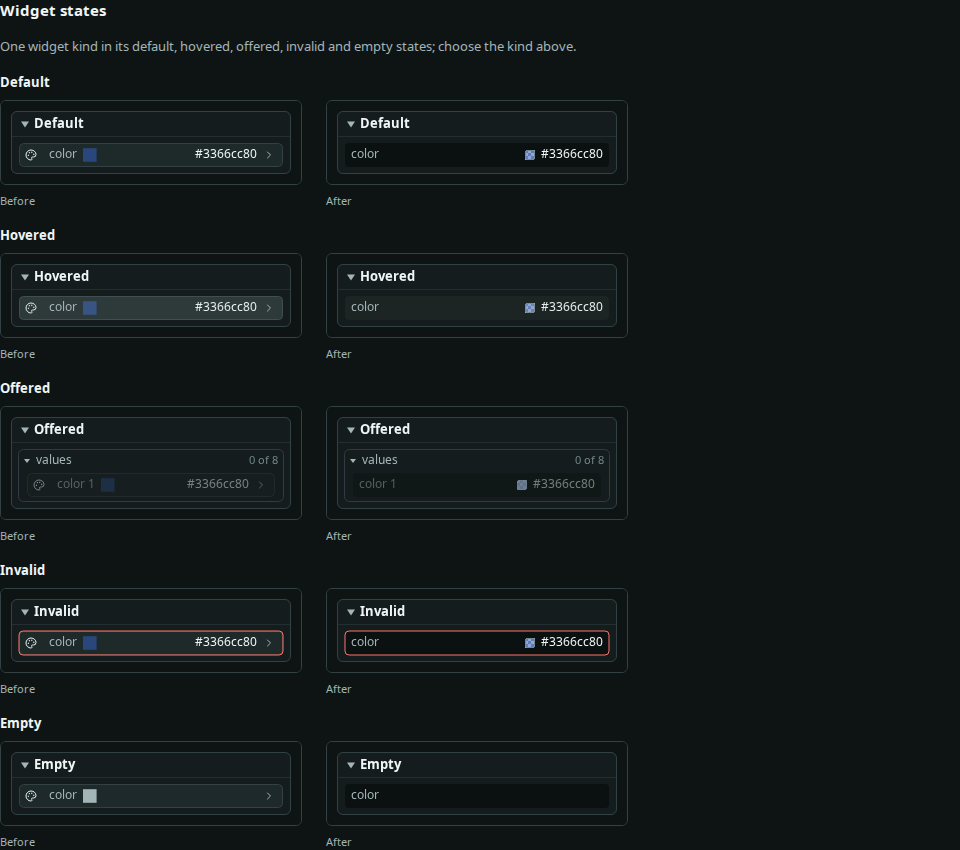 Widget states
One widget kind in its default, hovered, offered, invalid and empty states; choose the kind above.
Default
Default
color #3366cc80
Before
Default
color #3366cc80
After
Hovered
Hovered
color #3366cc80
Before
Hovered
color #3366cc80
After
Offered
Offered
values 0 of 8
color 1 #3366cc80
Before
Offered
values 0 of 8
color 1 #3366cc80
After
Invalid
Invalid
color #3366cc80
Before
Invalid
color #3366cc80
After
Empty
Empty
color
Before
Empty
color
After